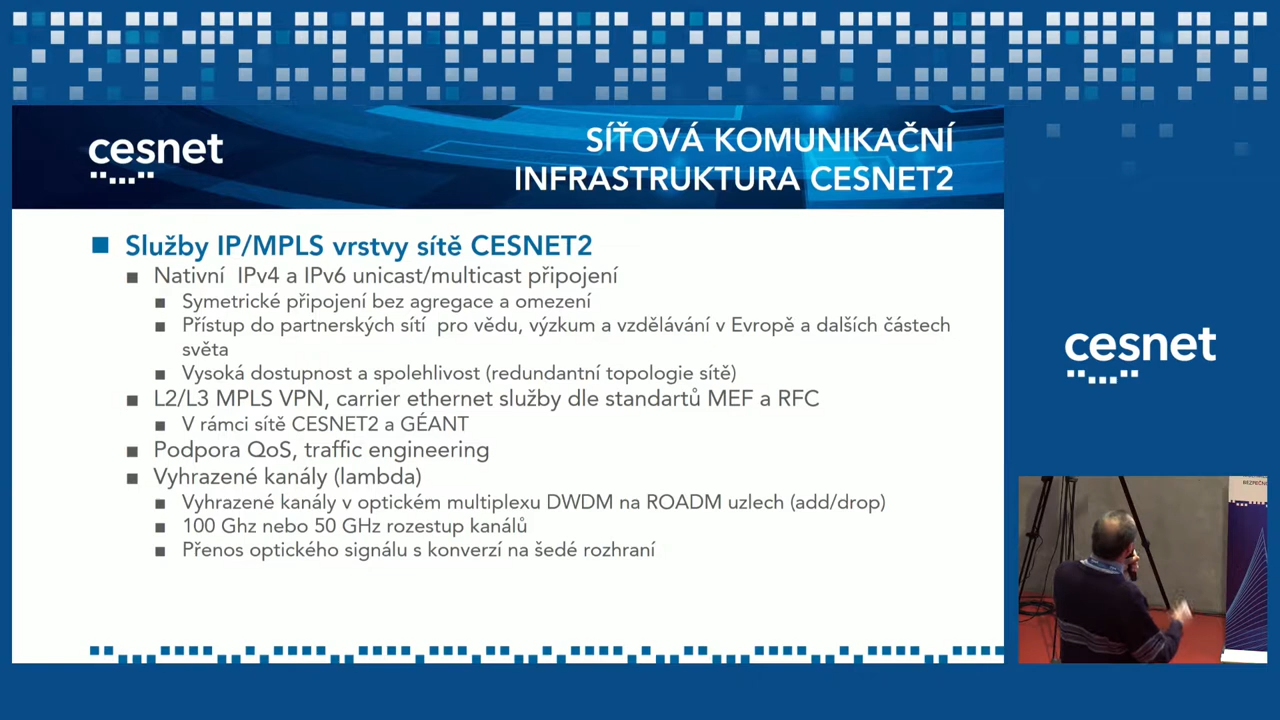 cesnet
SÍŤOVÁ KOMUNIKAČNÍ
INFRASTRUKTURA CESNET2
Služby IP/MPLS vrstvy sítě CESNET2
Nativní IPv4 a IPv6 unicast/multicast připojení
Symetrické připojení bez agregace a omezení
Přístup do partnerských sítí pro vědu, výzkum a vzdělávání v Evropě a dalších částech
světa
Vysoká dostupnost a spolehlivost (redundantní topologie sítě)
L2/L3 MPLS VPN, carrier ethernet služby dle standartů MEF a RFC
V rámci sítě CESNET2 a GÉANT
Podpora QoS, traffic engineering
Vyhrazené kanály (lambda)
Vyhrazené kanály v optickém multiplexu DWDM na ROADM uzlech (add/drop)
100 Ghz nebo 50 GHz rozestup kanálů
Přenos optického signálu s konverzí na šedé rozhraní
cesnet